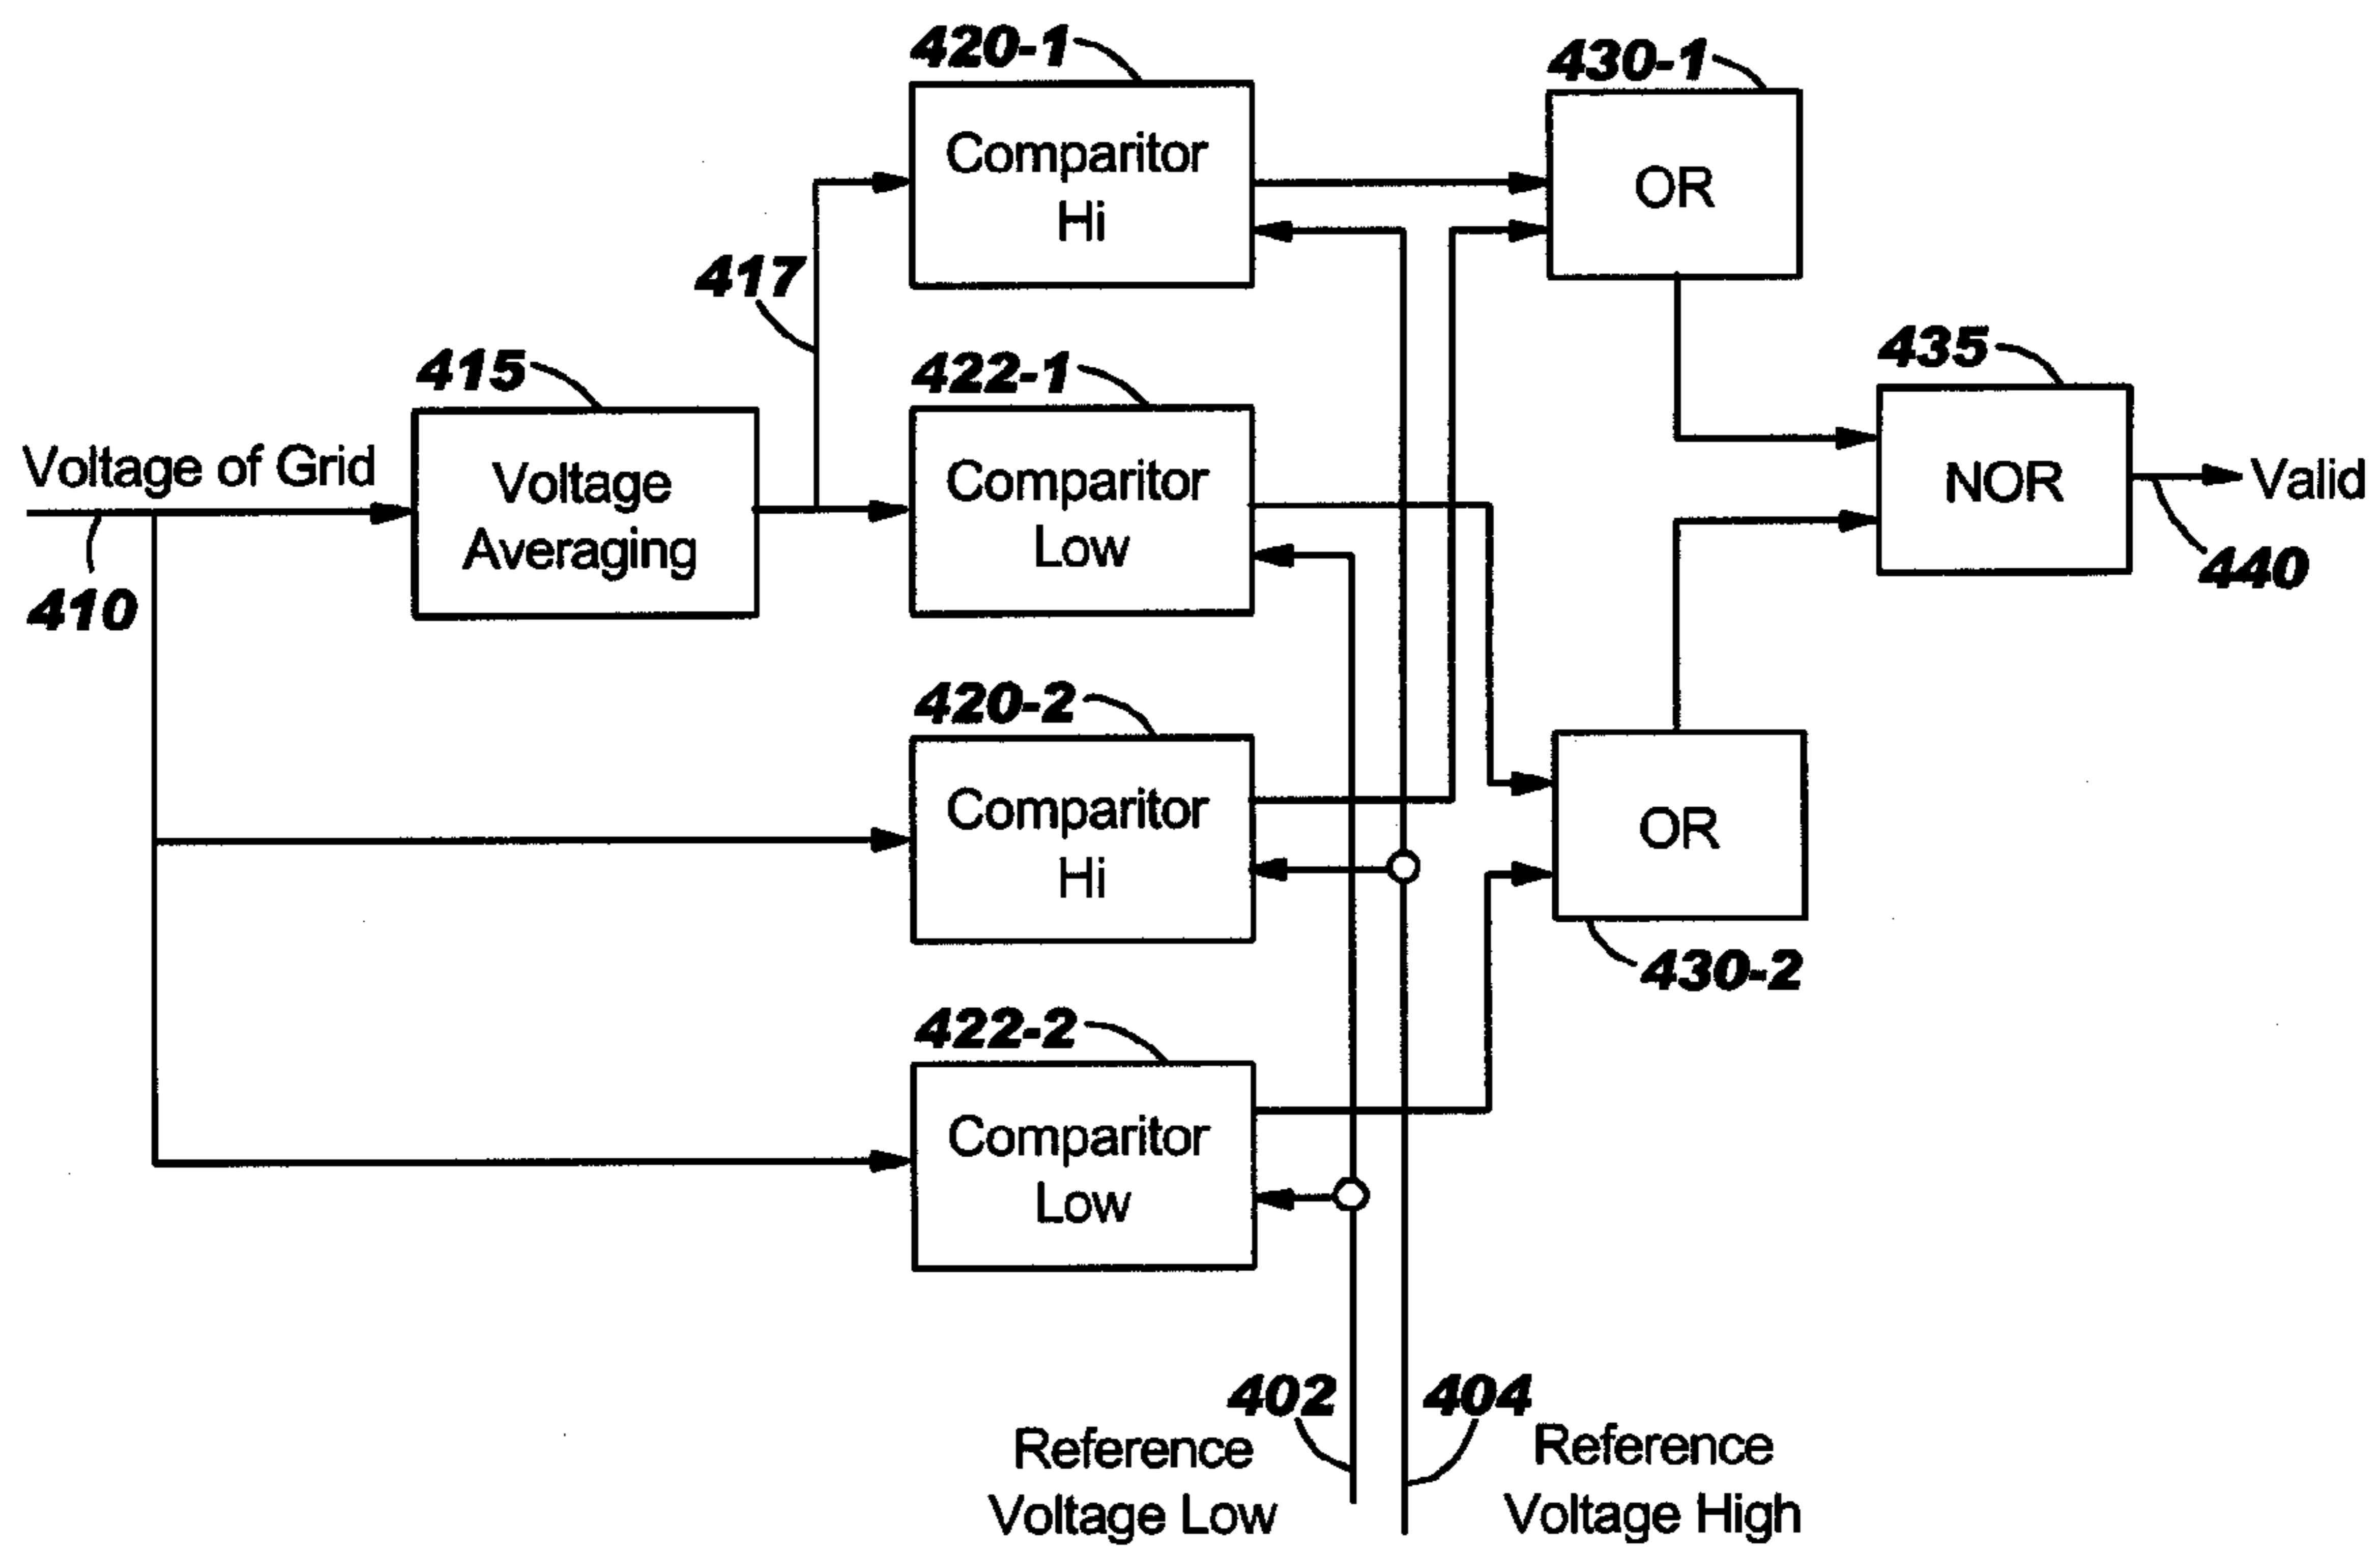 420-1
430-1
Comparitor
Hi
OR
417
415
422-1
435
Voltage of Grid
Voltage
Averaging
Comparitor
Low
NOR
Valid
410
440
420-2
Comparitor
Hi
OR
430-2
422-2
Comparitor
Low
402
404
Reference
Voltage Low
Reference
Voltage High